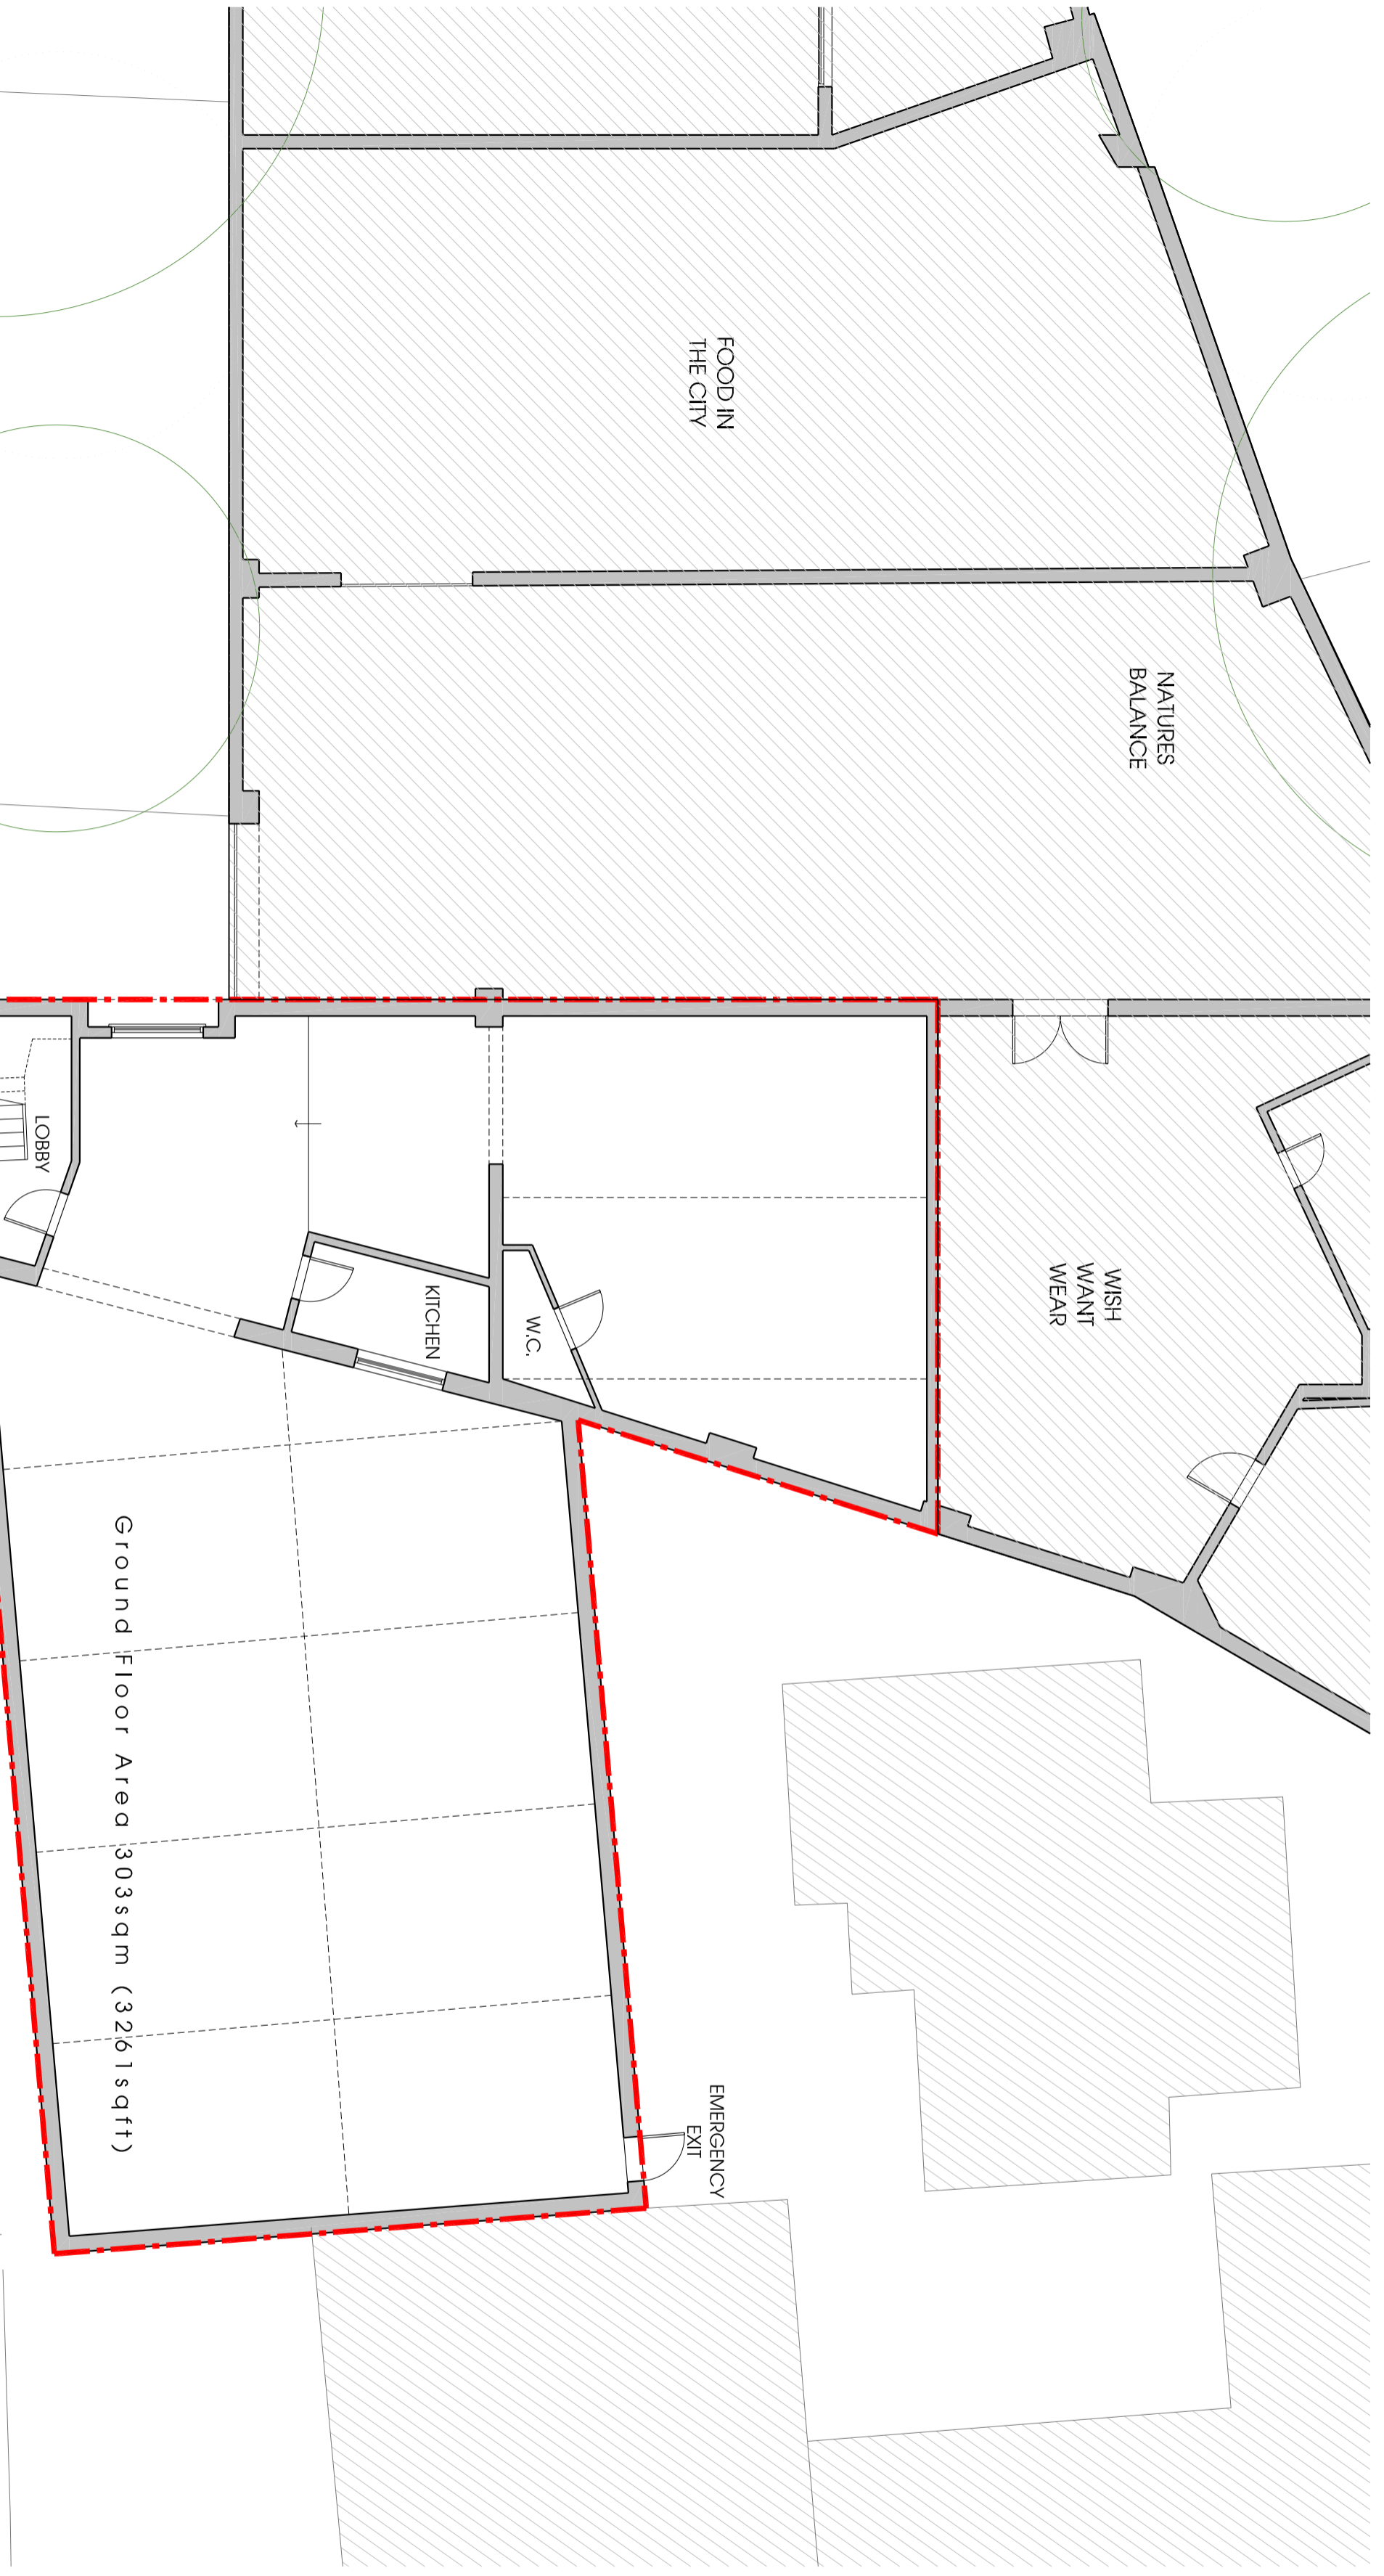 FOOD IN
THE CITY
NATURES
BALANCE
WISH
WANT
WEAR
LOBBY
KITCHEN
W.C.
Ground Floor Area 303sqm (3261sqft)
EMERGENCY
EXIT